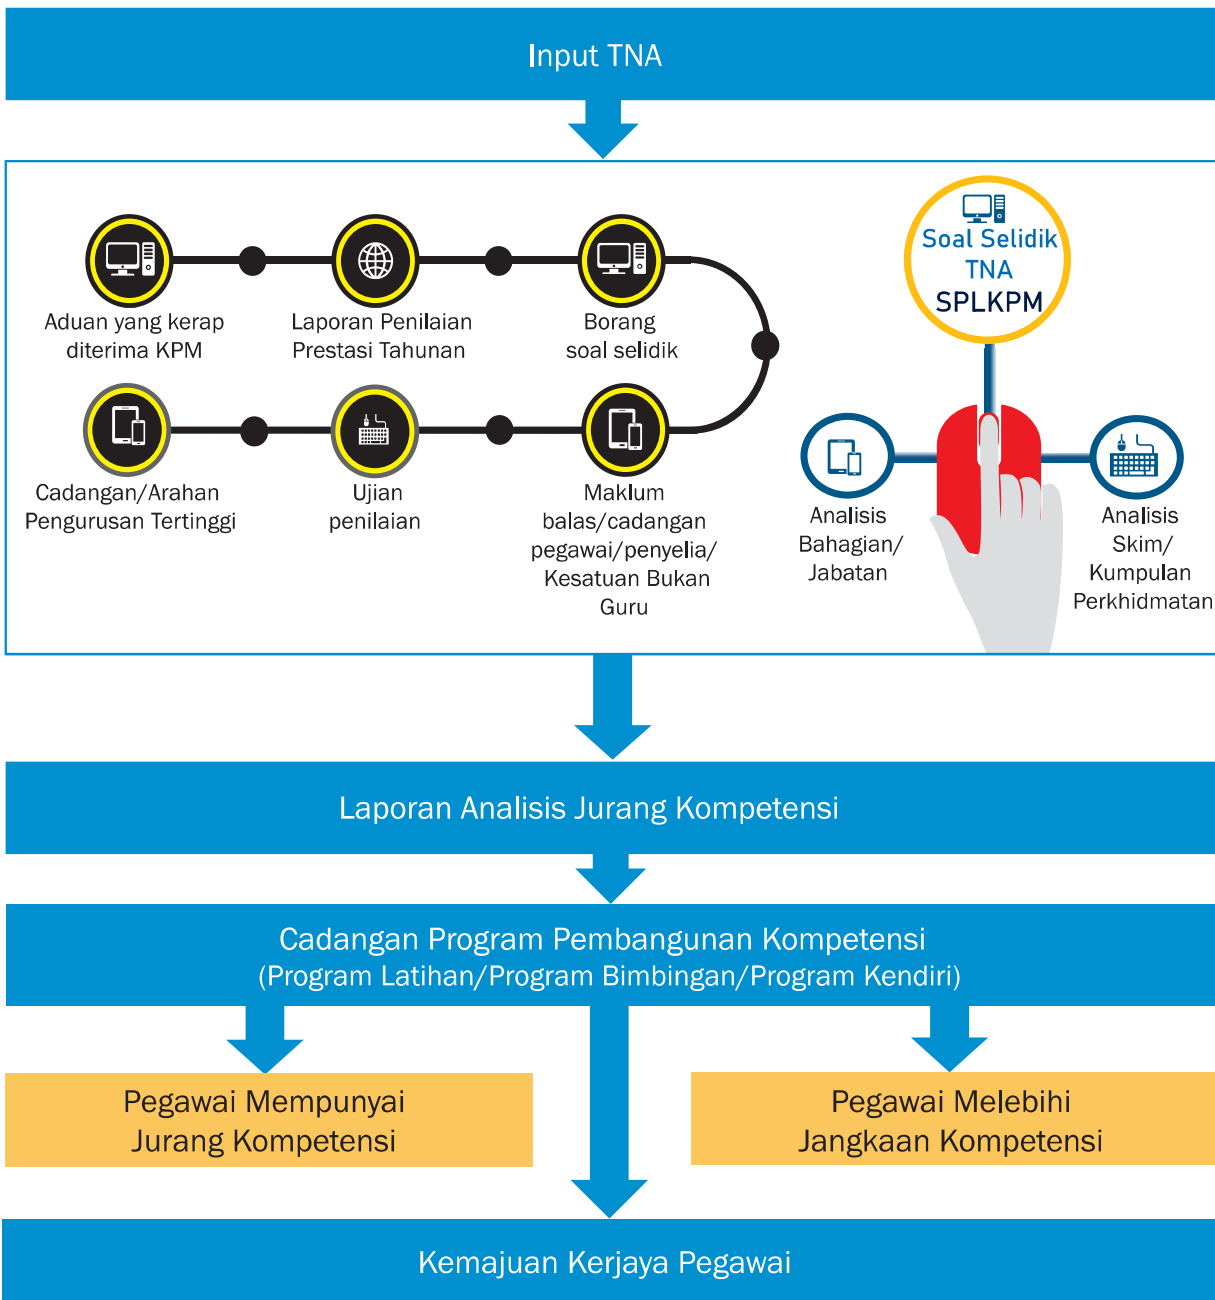 Input TNA
Aduan yang kerap
diterima KPM
Laporan Penilaian
Prestasi Tahunan
Borang
soal selidik
Cadangan/Arahan
Pengurusan Tertinggi
Ujian
penilaian
Maklum
balas/cadangan
pegawai/penyelia/
Kesatuan Bukan
Guru
Soal Selidik
TNA
SPLKPM
Analisis
Bahagian/
Jabatan
Analisis
Skim/
Kumpulan
Perkhidmatan
Laporan Analisis Jurang Kompetensi
Cadangan Program Pembangunan Kompetensi
(Program Latihan/Program Bimbingan/Program Kendiri)
Pegawai Mempunyai
Jurang Kompetensi
Pegawai Melebihi
Jangkaan Kompetensi
Kemajuan Kerjaya Pegawai